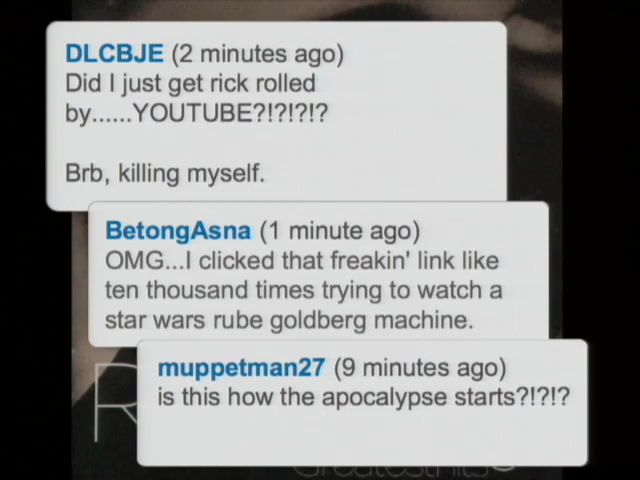 DLCBJE (2 minutes ago)
Did I just get rick rolled
by......YOUTUBE?!?!?!?
Brb, killing myself.
BetongAsna (1 minute ago)
OMG...I clicked that freakin' link like
ten thousand times trying to watch a
star wars rube goldberg machine.
muppetman27 (9 minutes ago)
is this how the apocalypse starts?!?!?
R
Greatest Hits